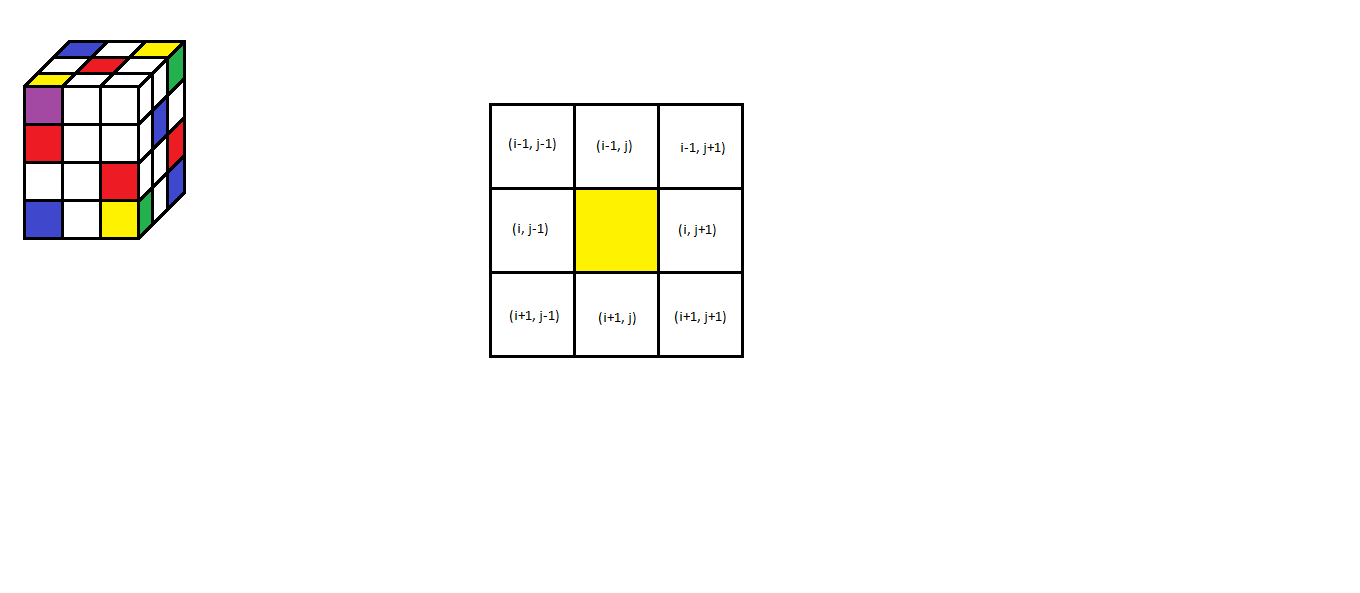 (i-1, j-1) (i-1, j) i-1, j+1)
(i, j-1) (i, j+1)
(i+1, j-1) (i+1, j) (i+1, j+1)